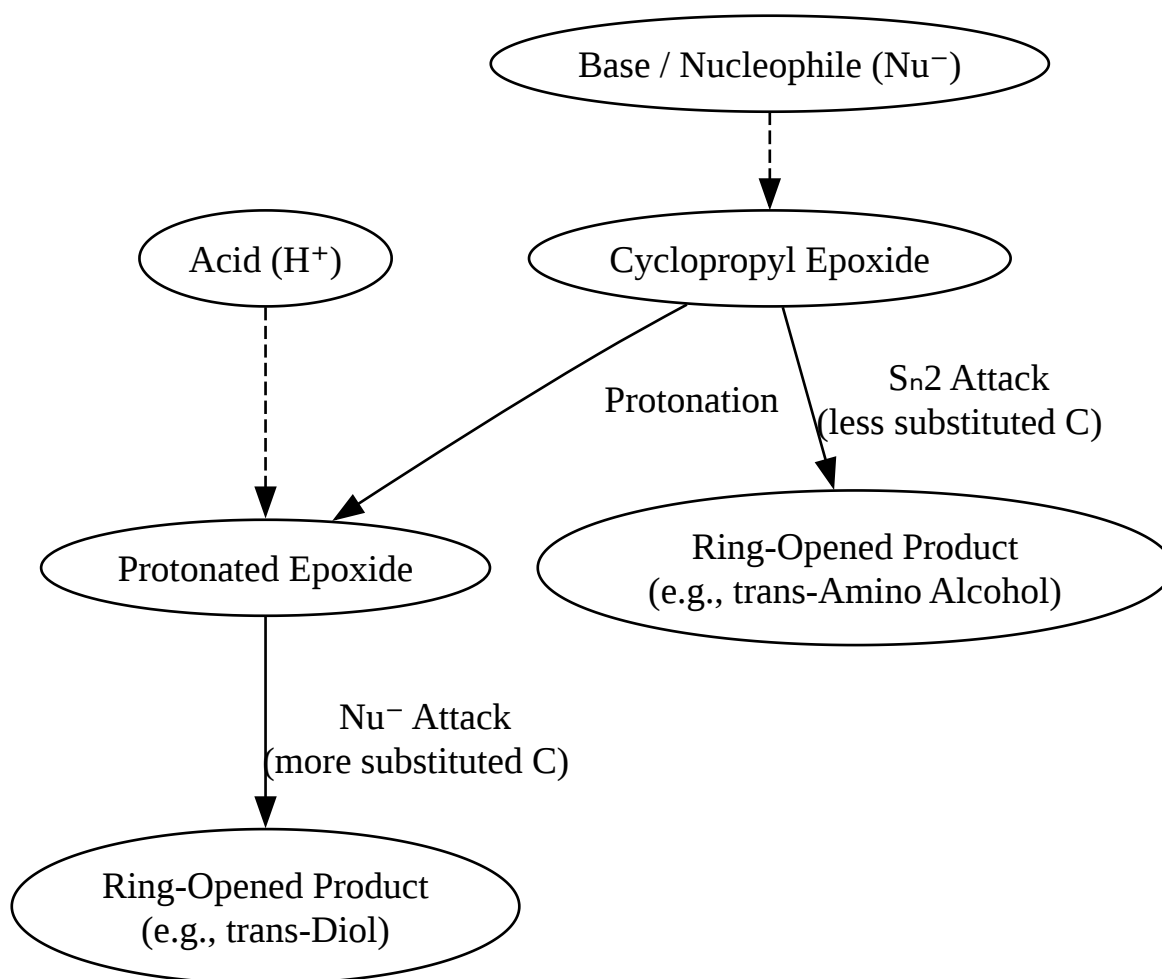 Base / Nucleophile (Nu⁻)
Acid (H⁺)
Cyclopropyl Epoxide
Protonation
Sₙ2 Attack
(less substituted C)
Protonated Epoxide
Ring-Opened Product
(e.g., trans-Amino Alcohol)
Nu⁻ Attack
(more substituted C)
Ring-Opened Product
(e.g., trans-Diol)